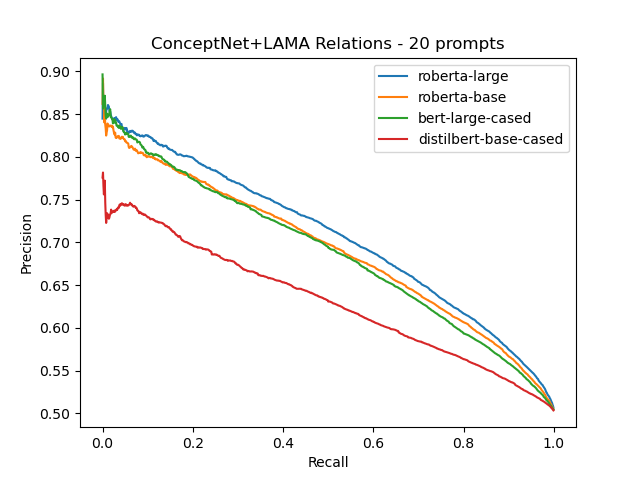 ConceptNet+LAMA Relations - 20 prompts
roberta-large
roberta-base
bert-large-cased
distilbert-base-cased
Precision
0.90
0.85
0.80
0.75
0.70
0.65
0.60
0.55
0.50
0.0 0.2 0.4 0.6 0.8 1.0
Recall